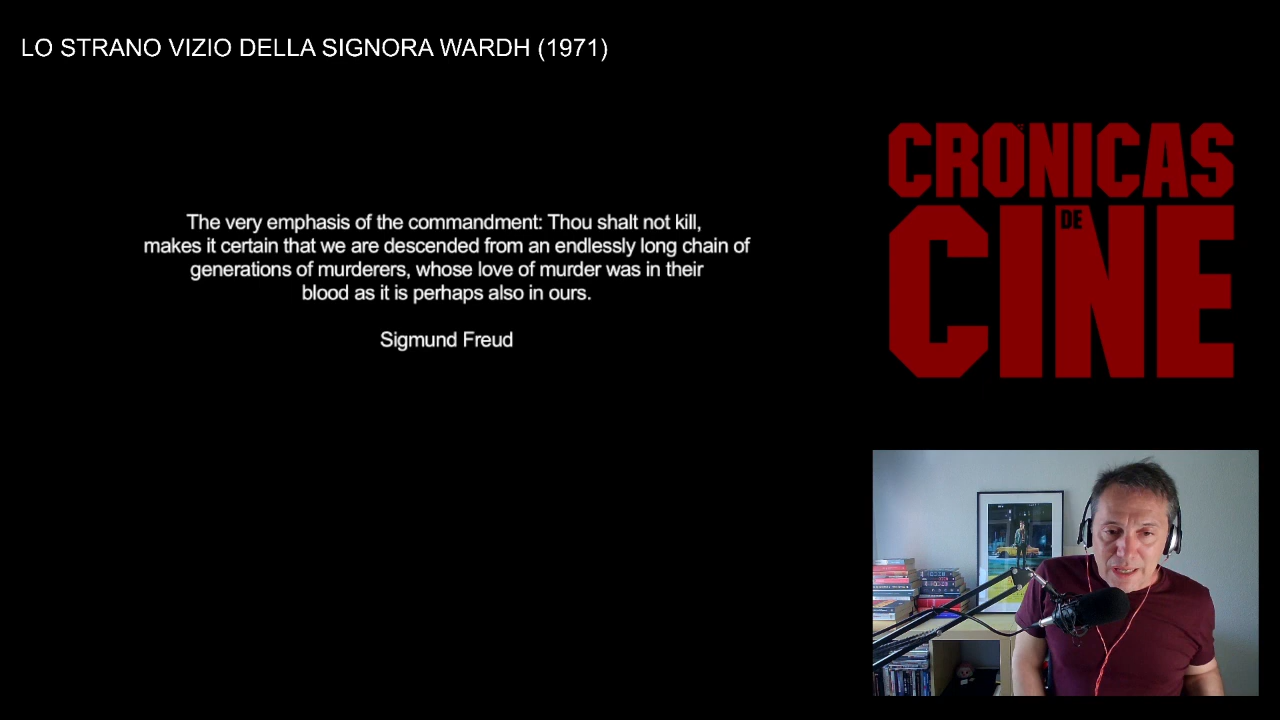 LO STRANO VIZIO DELLA SIGNORA WARDH (1971)
The very emphasis of the commandment: Thou shalt not kill,
makes it certain that we are descended from an endlessly long chain of
generations of murderers, whose love of murder was in their
blood as it is perhaps also in ours.
Sigmund Freud
CRONICAS
DE
CINE